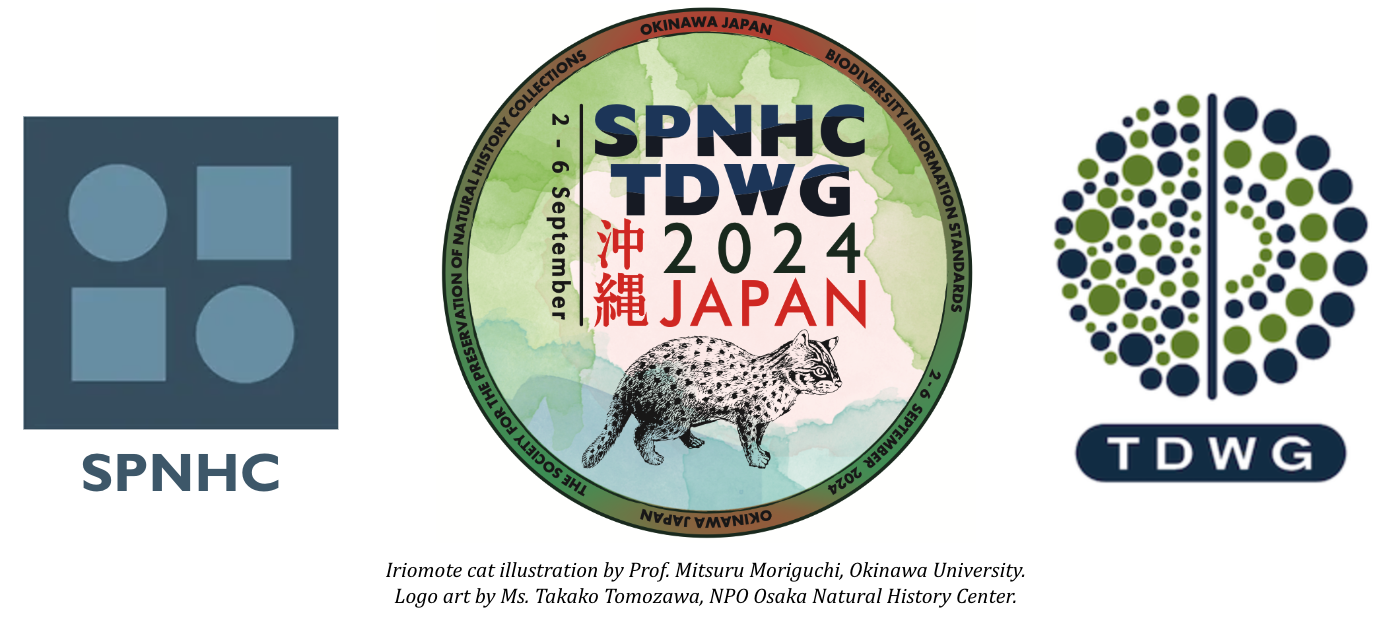 SPNHC
OKINAWA JAPAN
THE SOCIETY FOR THE PRESERVATION OF NATURAL HISTORY COLLECTIONS
BIODIVERSITY INFORMATION STANDARDS
2-6 SEPTEMBER 2024
OKINAWA JAPAN
2 - 6 September
SPNHC
TDWG
沖縄
2024
JAPAN
TDWG
Iriomote cat illustration by Prof. Mitsuru Moriguchi, Okinawa University.
Logo art by Ms. Takako Tomozawa, NPO Osaka Natural History Center.